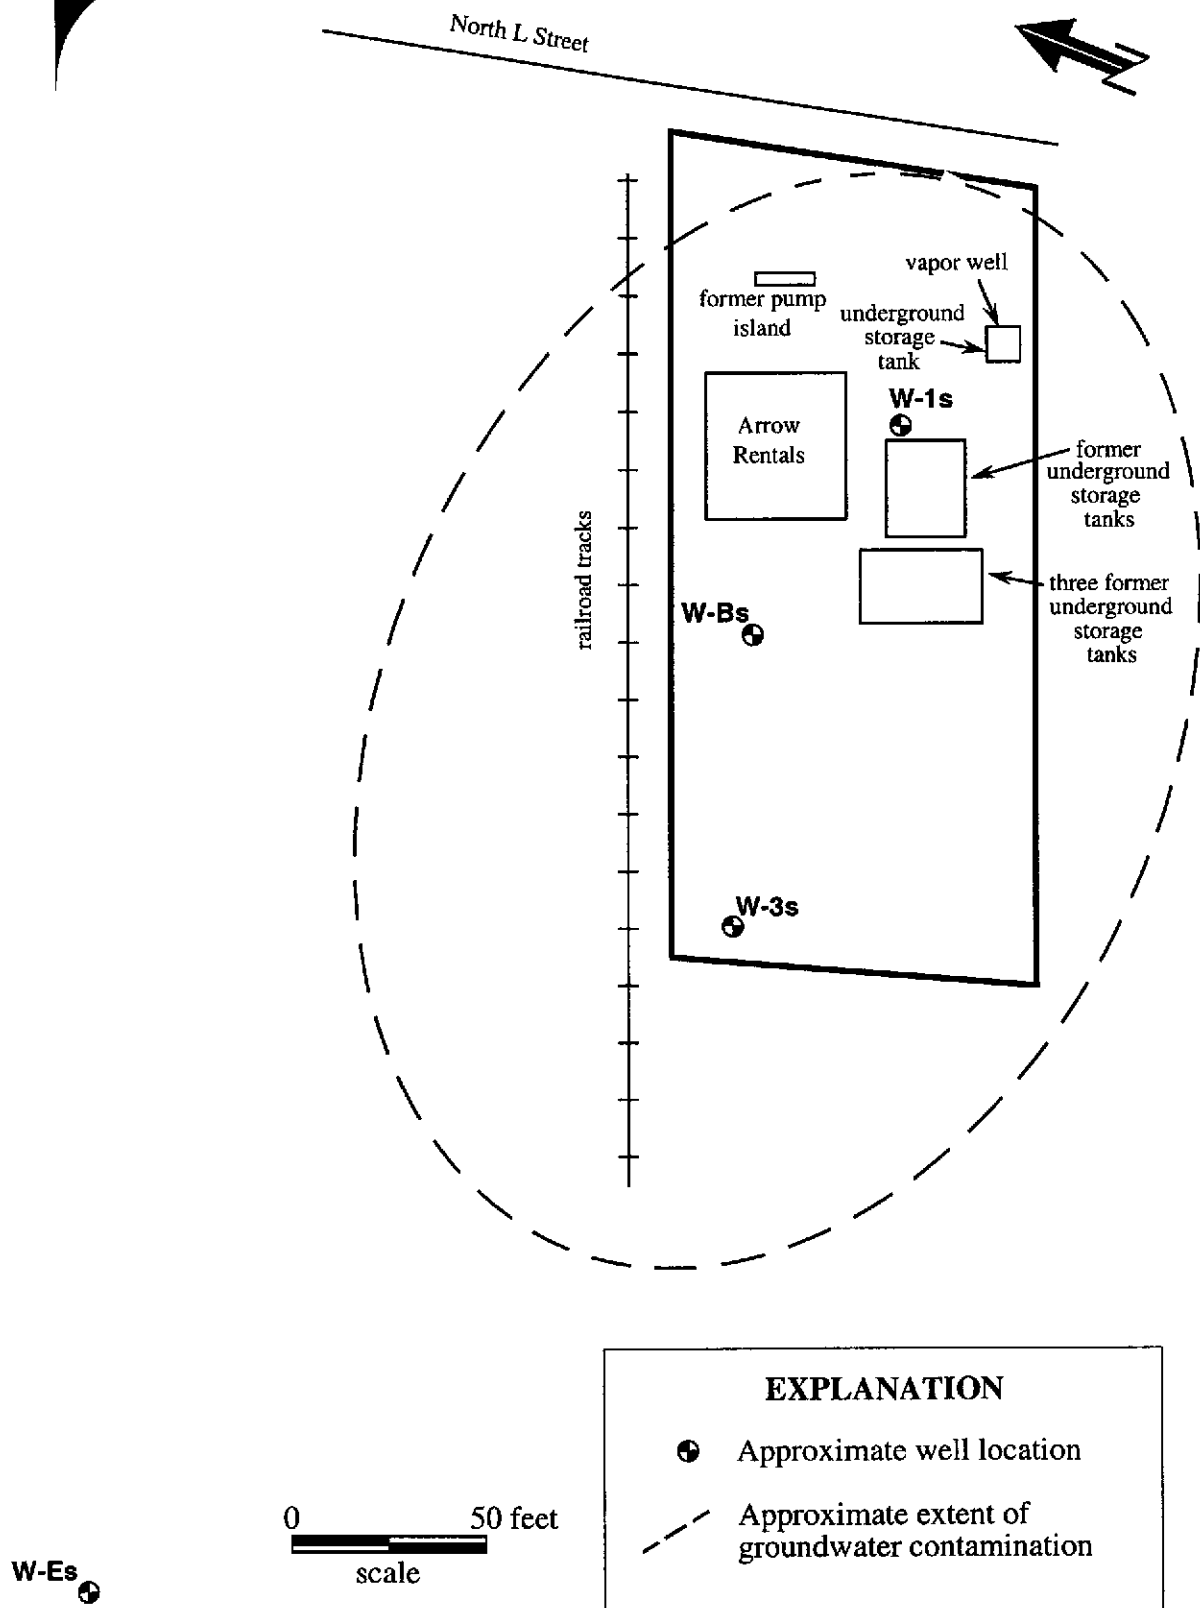 North L Street
N
vapor well
former pump
island
underground
storage
tank
W-1s
Arrow
Rentals
former
underground
storage
tanks
railroad tracks
three former
underground
storage
tanks
W-Bs
W-3s
EXPLANATION
Approximate well location
Approximate extent of
groundwater contamination
0 50 feet
scale
W-Es